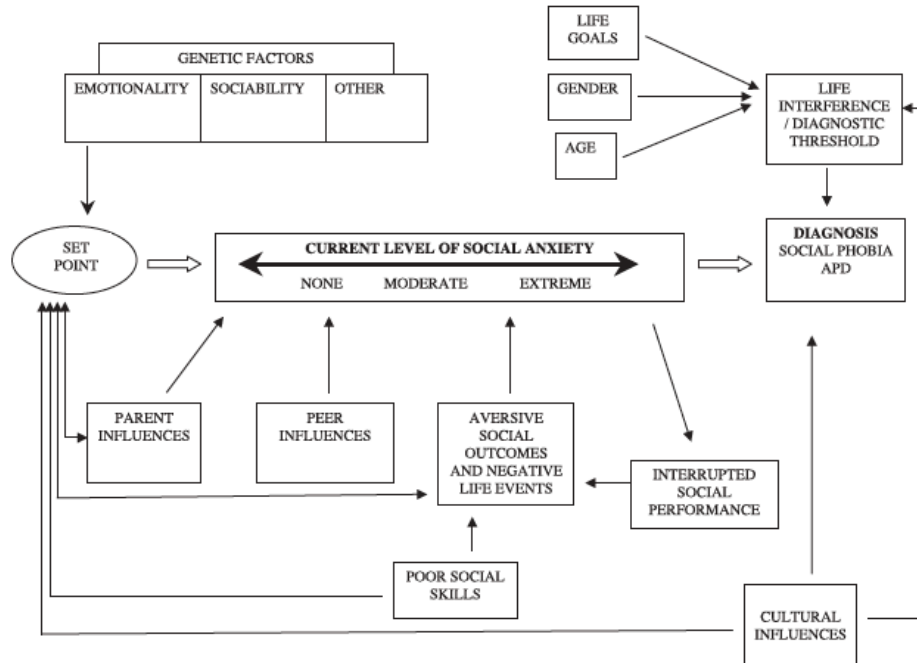 LIFE
GOALS
GENETIC FACTORS
EMOTIONALITY
SOCIABILITY
OTHER
GENDER
LIFE
INTERFERENCE
/ DIAGNOSTIC
THRESHOLD
AGE
SET
POINT
CURRENT LEVEL OF SOCIAL ANXIETY
NONE MODERATE EXTREME
DIAGNOSIS
SOCIAL PHOBIA
APD
PARENT
INFLUENCES
PEER
INFLUENCES
AVERSIVE
SOCIAL
OUTCOMES
AND NEGATIVE
LIFE EVENTS
INTERRUPTED
SOCIAL
PERFORMANCE
POOR SOCIAL
SKILLS
CULTURAL
INFLUENCES